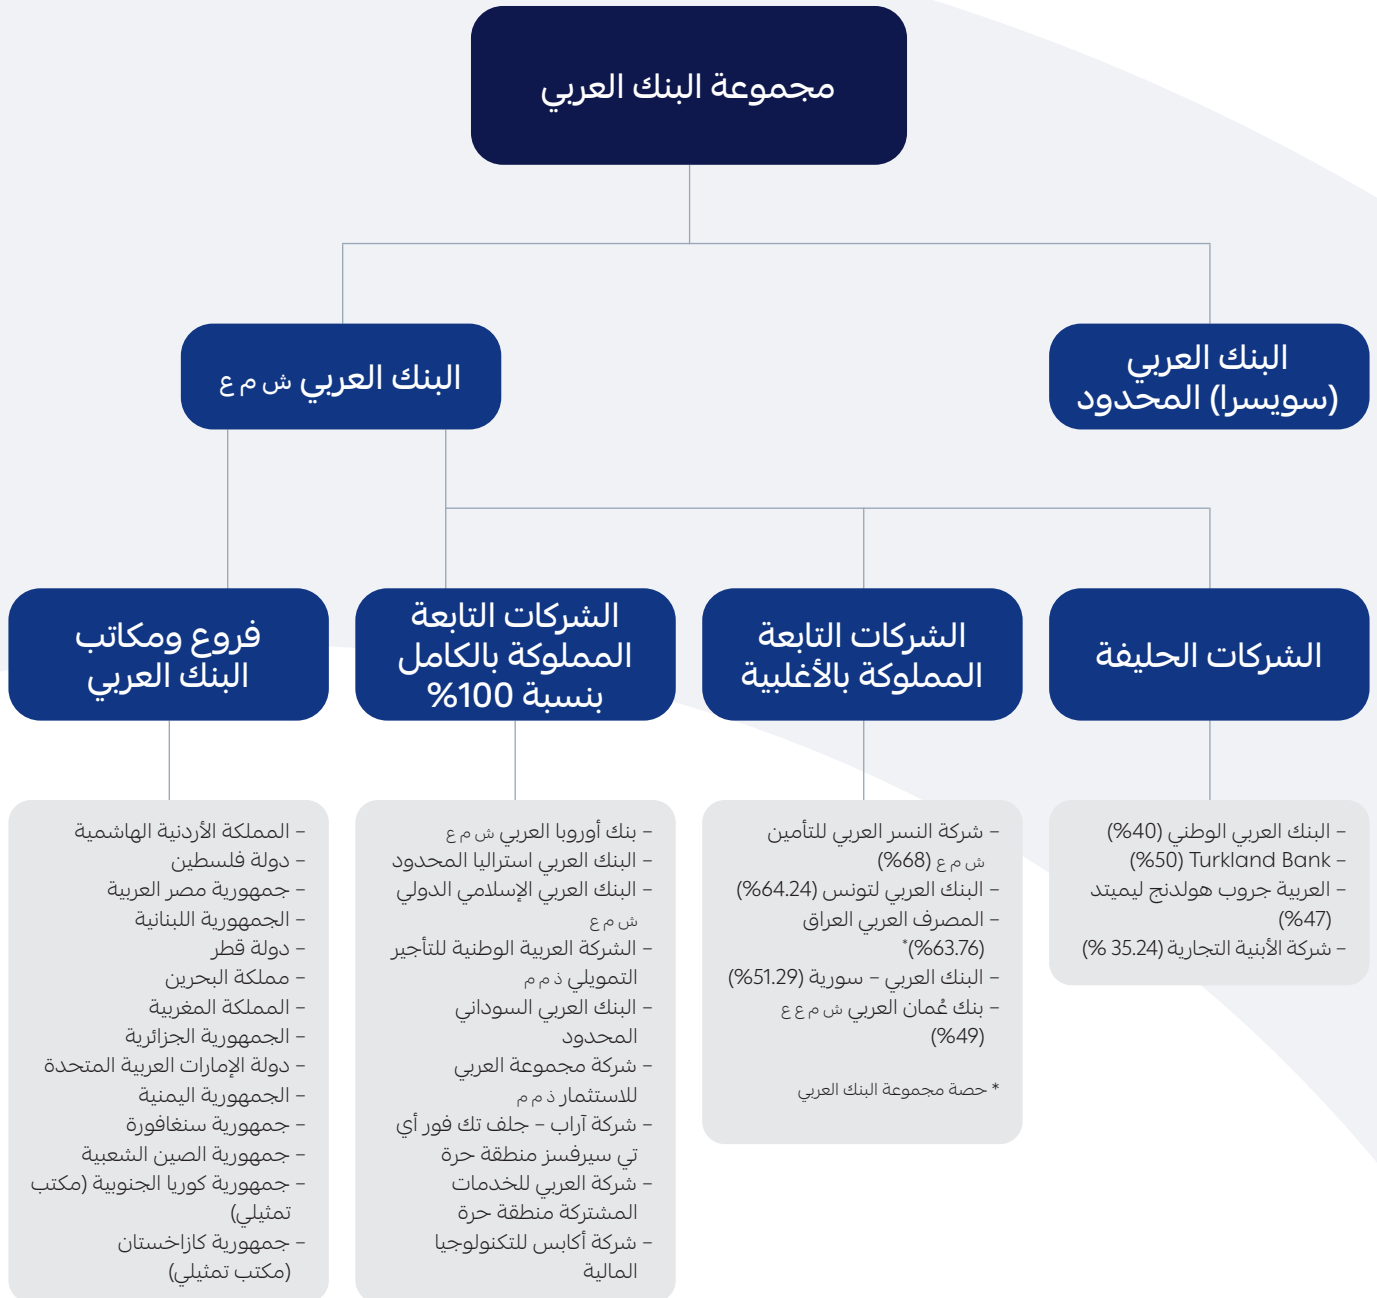 مجموعة البنك العربي
البنك العربي
(سويسرا) المحدود
البنك العربي ش م ع
الشركات الحليفة
الشركات التابعة
المملوكة بالأغلبية
الشركات التابعة
المملوكة بالكامل
بنسبة 100%
فروع ومكاتب
البنك العربي
– البنك العربي الوطني (40%)
– Turkland Bank (50%)
– العربية جروب هولدنج ليميتد
(47%)
– شركة الأبنية التجارية (35.24 %)
– شركة النسر العربي للتأمين
ش م ع (68%)
– البنك العربي لتونس (64.24%)
– المصرف العربي العراق
(63.76%)*
– البنك العربي – سورية (51.29%)
– بنك عُمان العربي ش م ع ع
(49%)
* حصة مجموعة البنك العربي
– بنك أوروبا العربي ش م ع
– البنك العربي استراليا المحدود
– البنك العربي الإسلامي الدولي
ش م ع
– الشركة العربية الوطنية للتأجير
التمويلي ذ م م
– البنك العربي السوداني
المحدود
– شركة مجموعة العربي
للاستثمار ذ م م
– شركة آراب – جلف تك فور أي
تي سيرفسز منطقة حرة
– شركة العربي للخدمات
المشتركة منطقة حرة
– شركة أكابس للتكنولوجيا
المالية
– المملكة الأردنية الهاشمية
– دولة فلسطين
– جمهورية مصر العربية
– الجمهورية اللبنانية
– دولة قطر
– مملكة البحرين
– المملكة المغربية
– الجمهورية الجزائرية
– دولة الإمارات العربية المتحدة
– الجمهورية اليمنية
– جمهورية سنغافورة
– جمهورية الصين الشعبية
– جمهورية كوريا الجنوبية (مكتب
تمثيلي)
– جمهورية كازاخستان
(مكتب تمثيلي)